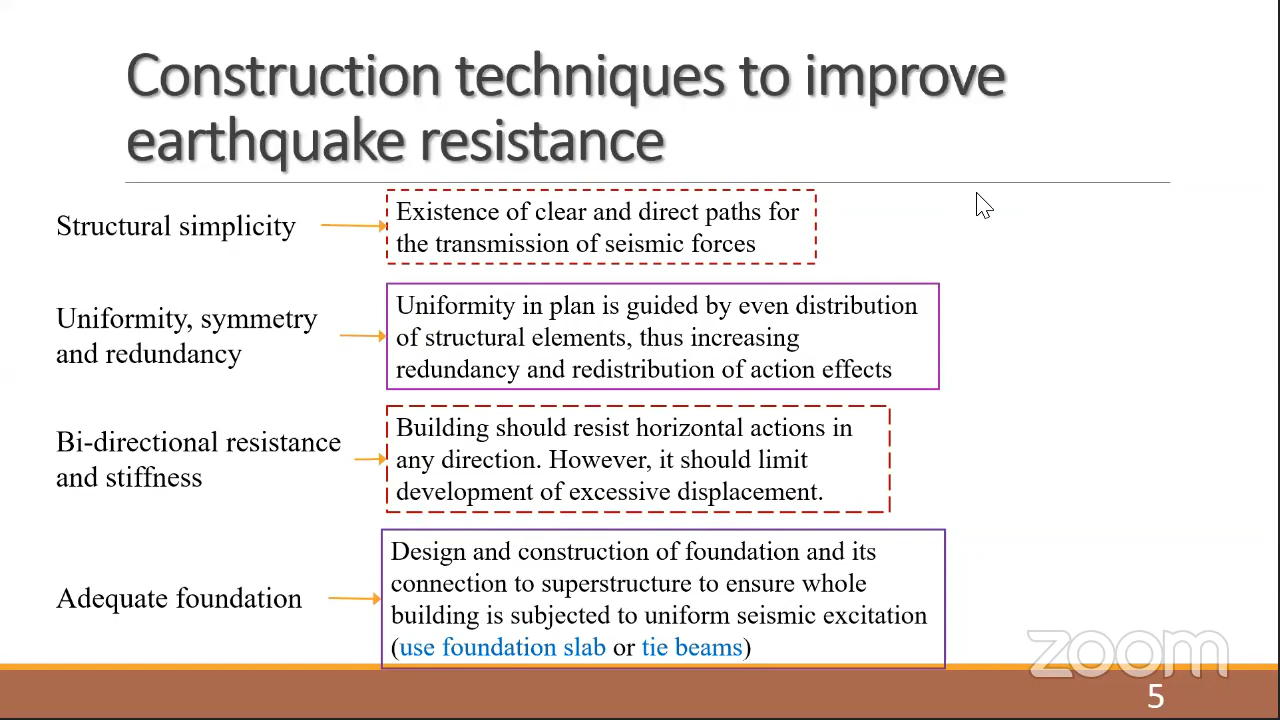 Construction techniques to improve
earthquake resistance
Structural simplicity
Existence of clear and direct paths for
the transmission of seismic forces
Uniformity, symmetry
and redundancy
Uniformity in plan is guided by even distribution
of structural elements, thus increasing
redundancy and redistribution of action effects
Bi-directional resistance
and stiffness
Building should resist horizontal actions in
any direction. However, it should limit
development of excessive displacement.
Adequate foundation
Design and construction of foundation and its
connection to superstructure to ensure whole
building is subjected to uniform seismic excitation
(use foundation slab or tie beams)
zoom
5